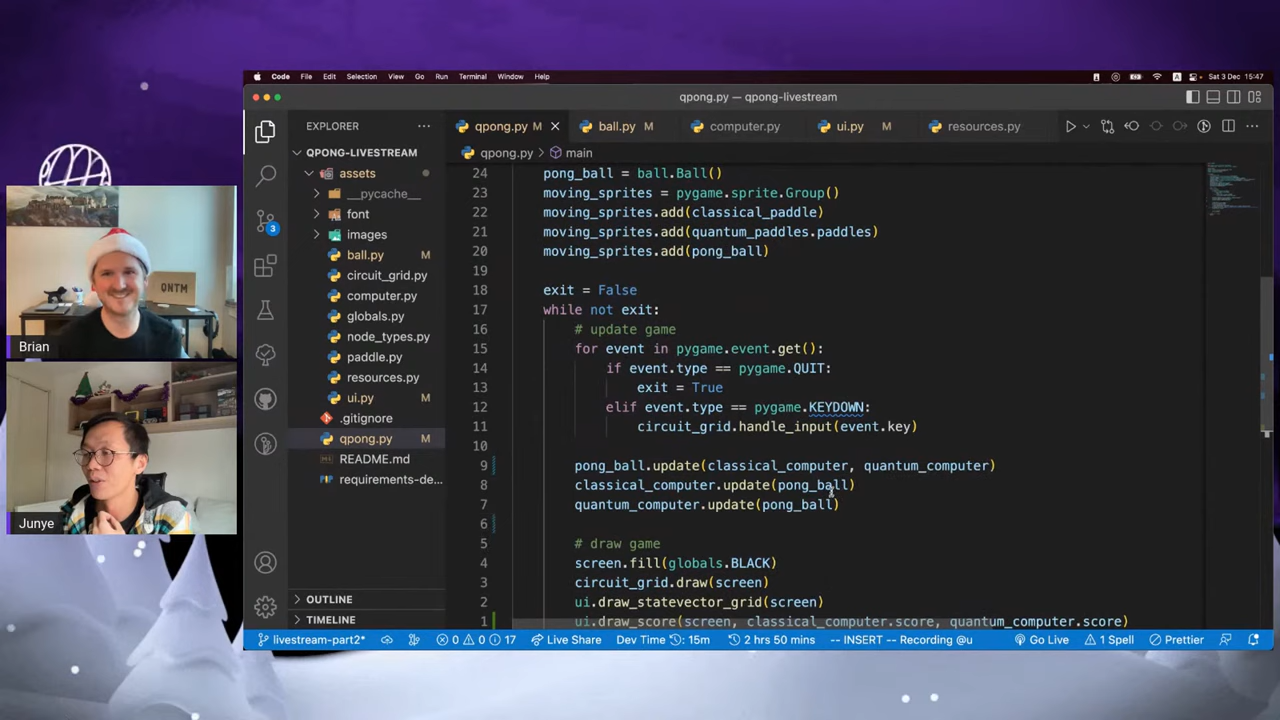 Code File Edit Selection View Go Run Terminal Window Help
A
Sat 3 Dec 15:47
qpong.py — qpong-livestream
EXPLORER
qpong.py M
ball.py M
computer.py
ui.py M
resources.py
qpong.py > main
QPONG-LIVESTREAM
assets
__pycache__
font
images
ball.py M
circuit_grid.py
computer.py
globals.py
node_types.py
paddle.py
resources.py
ui.py M
.gitignore
qpong.py M
README.md
requirements-de...
OUTLINE
TIMELINE
3
24 pong_ball = ball.Ball()
23 moving_sprites = pygame.sprite.Group()
22 moving_sprites.add(classical_paddle)
21 moving_sprites.add(quantum_paddles.paddles)
20 moving_sprites.add(pong_ball)
19
18 exit = False
17 while not exit:
16 # update game
15 for event in pygame.event.get():
14 if event.type == pygame.QUIT:
13 exit = True
12 elif event.type == pygame.KEYDOWN:
11 circuit_grid.handle_input(event.key)
10
9 pong_ball.update(classical_computer, quantum_computer)
8 classical_computer.update(pong_ball)
7 quantum_computer.update(pong_ball)
6
5 # draw game
4 screen.fill(globals.BLACK)
3 circuit_grid.draw(screen)
2 ui.draw_statevector_grid(screen)
1 ui.draw_score(screen, classical_computer.score, quantum_computer.score)
livestream-part2* 0 0 17 Live Share Dev Time : 15m 2 hrs 50 mins -- INSERT -- Recording @u Go Live 1 Spell Prettier
ONTM
Brian
Junye